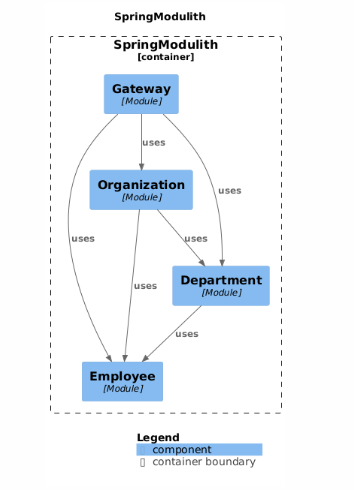 SpringModulith
SpringModulith
[container]
Gateway
[Module]
uses
Organization
[Module]
uses
uses
uses
Department
[Module]
uses
uses
Employee
[Module]
Legend
component
container boundary